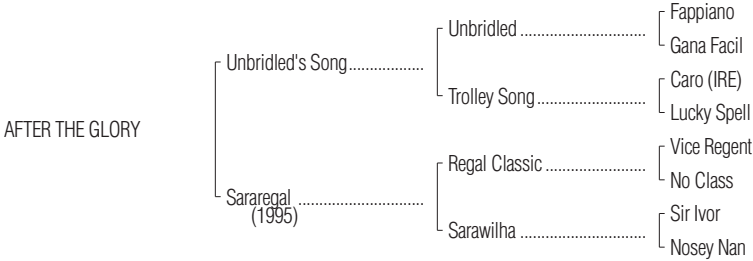 Fappiano
Unbridled ..............................
Gana Facil
Unbridled's Song..................
Caro (IRE)
Trolley Song..........................
Lucky Spell
AFTER THE GLORY
Vice Regent
Regal Classic ........................
No Class
Sararegal ..............................
(1995)
Sir Ivor
Sarawilha ..............................
Nosey Nan